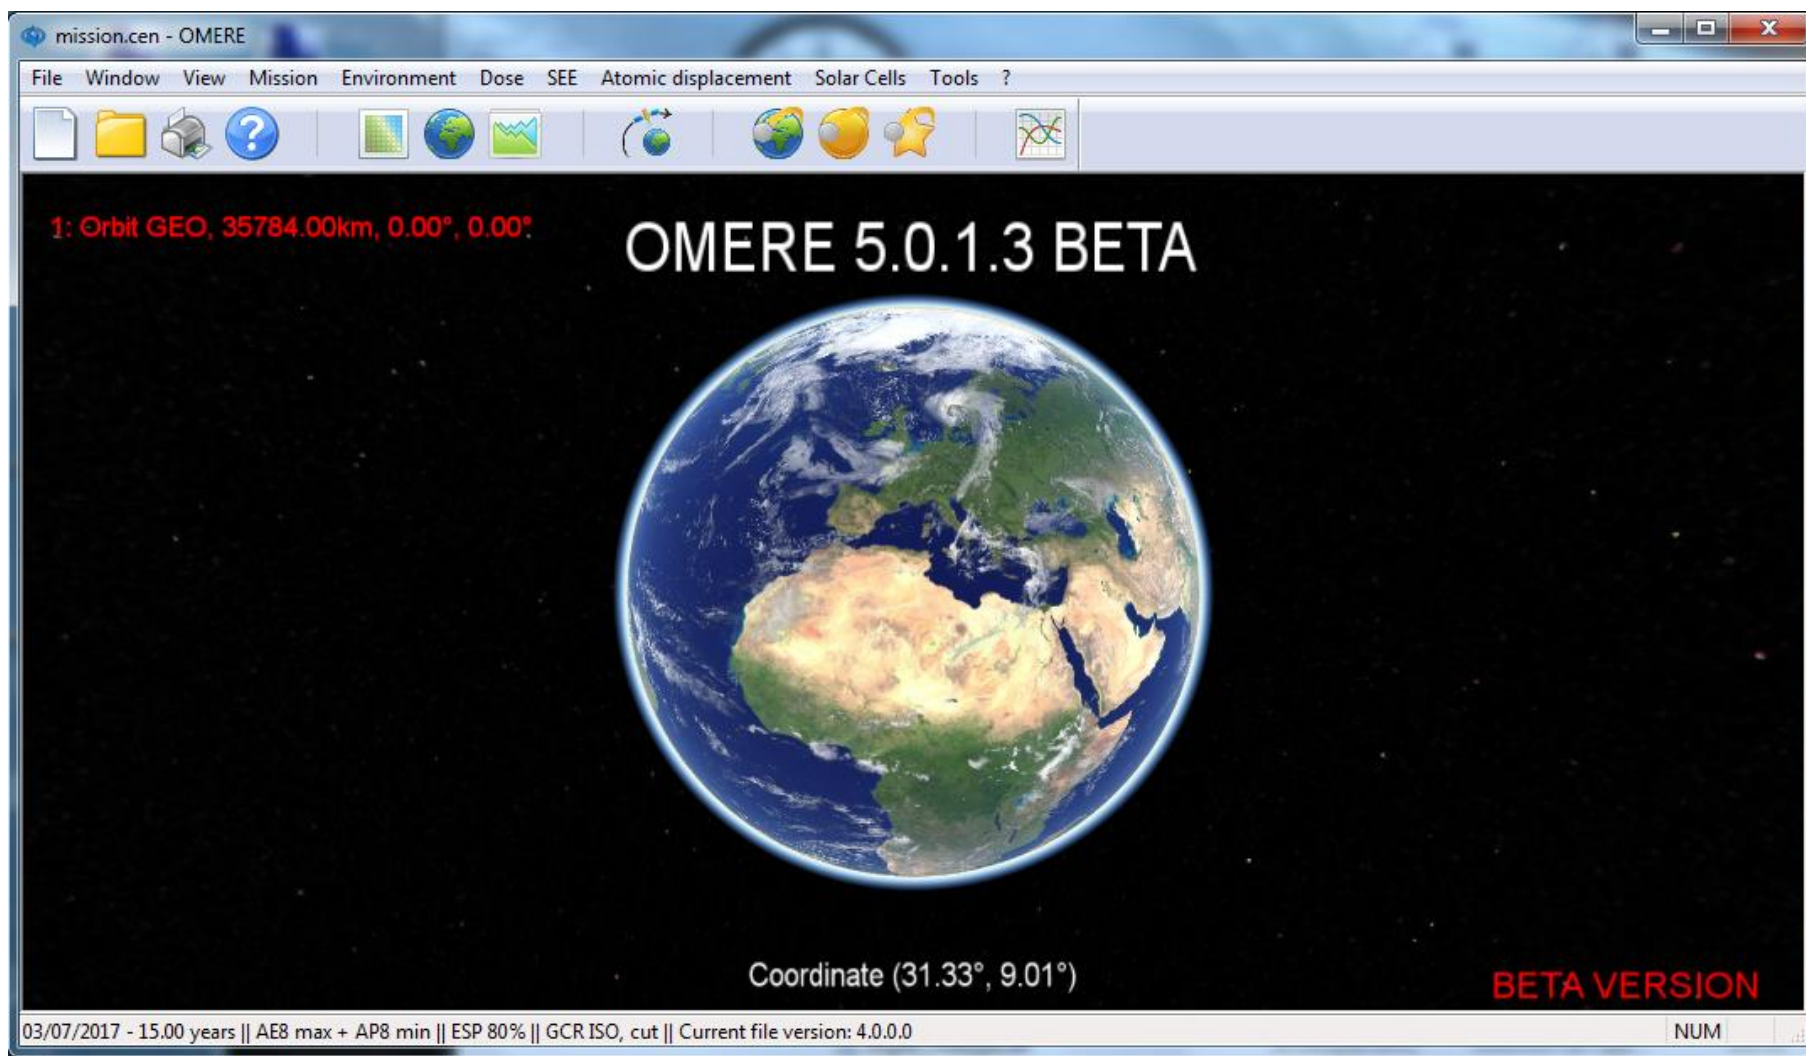 mission.cen - OMERE
File Window View Mission Environment Dose SEE Atomic displacement Solar Cells Tools ?
1: Orbit GEO, 35784.00km, 0.00°, 0.00°.
OMERE 5.0.1.3 BETA
Coordinate (31.33°, 9.01°)
BETA VERSION
03/07/2017 - 15.00 years || AE8 max + AP8 min || ESP 80% || GCR ISO, cut || Current file version: 4.0.0.0
NUM